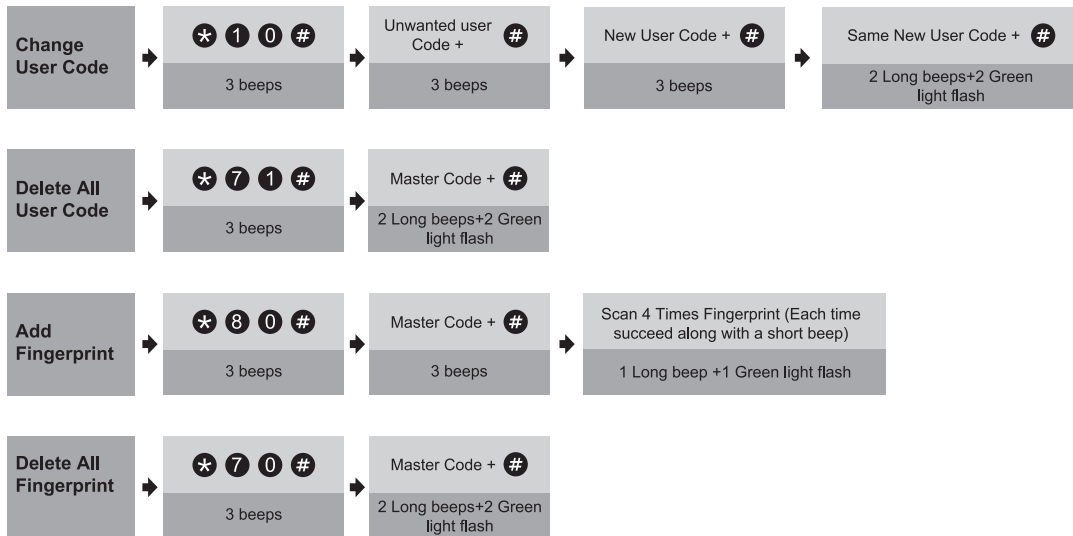 Change
User Code
* 1 0 #
3 beeps
Unwanted user
Code + #
3 beeps
New User Code + #
3 beeps
Same New User Code + #
2 Long beeps+2 Green
light flash
Delete All
User Code
* 7 1 #
3 beeps
Master Code + #
2 Long beeps+2 Green
light flash
Add
Fingerprint
* 8 0 #
3 beeps
Master Code + #
3 beeps
Scan 4 Times Fingerprint (Each time
succeed along with a short beep)
1 Long beep +1 Green light flash
Delete All
Fingerprint
* 7 0 #
3 beeps
Master Code + #
2 Long beeps+2 Green
light flash